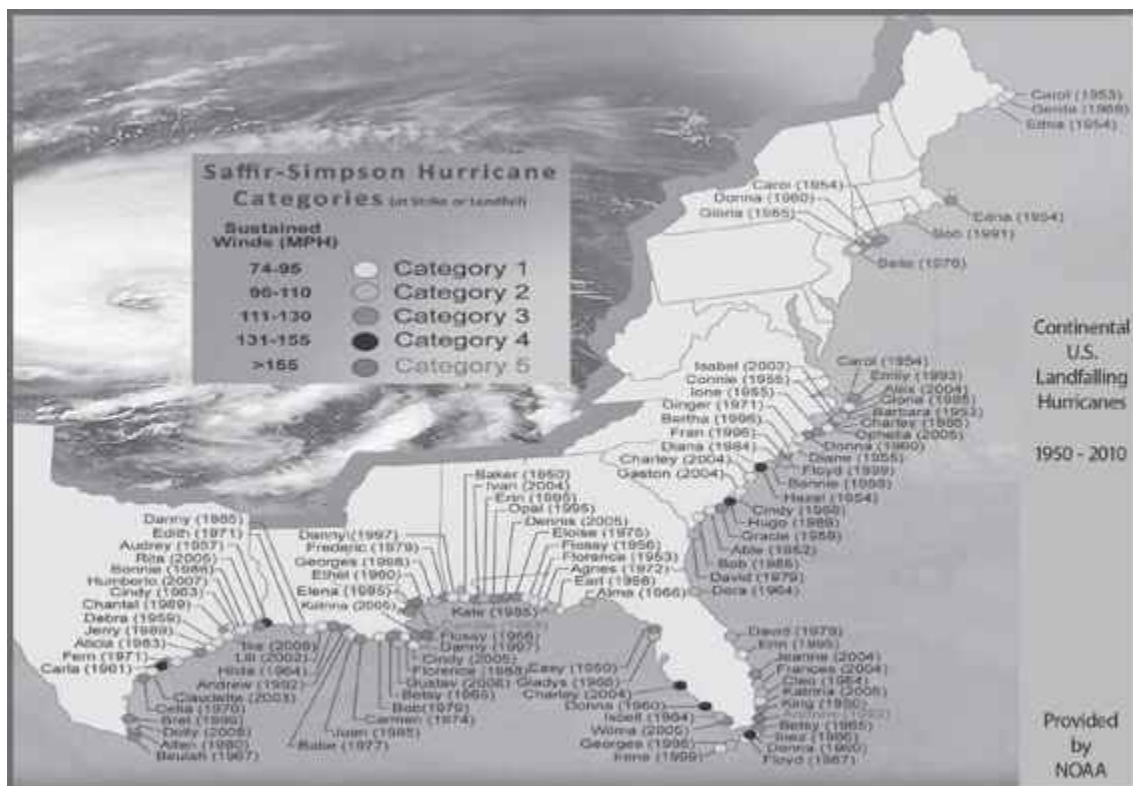 Saffir-Simpson Hurricane
Categories (at Strike or Landfall)
Sustained
Winds (MPH)
74-95 Category 1
96-110 Category 2
111-130 Category 3
131-155 Category 4
>155 Category 5
Continental
U.S.
Landfalling
Hurricanes
1950 - 2010
Provided
by
NOAA
Carol (1953)
Gerda (1969)
Edna (1954)
Carol (1954)
Donna (1960)
Gloria (1985)
Edna (1954)
Bob (1991)
Belle (1976)
Isabel (2003)
Connie (1955)
Ione (1955)
Ginger (1971)
Bertha (1996)
Fran (1996)
Diana (1984)
Charley (2004)
Gaston (2004)
Carol (1954)
Emily (1993)
Alex (2004)
Gloria (1985)
Barbara (1953)
Charley (1986)
Ophelia (2005)
Donna (1960)
Diane (1955)
Floyd (1999)
Bonnie (1998)
Hazel (1954)
Cindy (1959)
Hugo (1989)
Gracie (1959)
Able (1952)
Bob (1985)
David (1979)
Dora (1964)
Baker (1950)
Ivan (2004)
Erin (1995)
Opal (1995)
Dennis (2005)
Eloise (1975)
Flossy (1956)
Florence (1953)
Agnes (1972)
Earl (1998)
Alma (1966)
Kate (1985)
Danny (1997)
Frederic (1979)
Georges (1998)
Ethel (1960)
Elena (1985)
Katrina (2005)
Danny (1985)
Edith (1971)
Audrey (1957)
Rita (2005)
Bonnie (1986)
Humberto (2007)
Cindy (1963)
Chantal (1989)
Debra (1959)
Jerry (1989)
Alicia (1983)
Fern (1971)
Carla (1961)
Ike (2008)
Lili (2002)
Hilda (1964)
Andrew (1992)
Claudette (2003)
Celia (1970)
Bret (1999)
Dolly (2008)
Allen (1980)
Beulah (1967)
Flossy (1956)
Danny (1997)
Cindy (2005)
Florence (1988)
Gustav (2008)
Betsy (1965)
Bob (1979)
Carmen (1974)
Juan (1985)
Babe (1977)
Easy (1950)
Gladys (1968)
Charley (2004)
Donna (1960)
Isbell (1964)
Wilma (2005)
Georges (1998)
Irene (1999)
David (1979)
Erin (1995)
Jeanne (2004)
Frances (2004)
Cleo (1964)
Katrina (2005)
King (1950)
Andrew (1992)
Betsy (1965)
Inez (1966)
Donna (1960)
Floyd (1987)